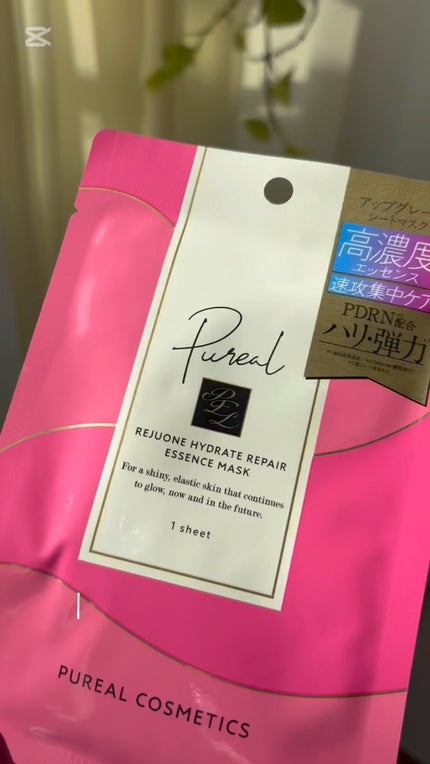 Pureal
PEL
REJUONE HYDRATE REPAIR
ESSENCE MASK
For a shiny, elastic skin that continues
to glow, now and in the future.
1 sheet
PUREAL COSMETICS
アップグレー
シートマスク
高濃度
エッセンス
速攻集中ケア
PDRN配合
ハリ・弾力